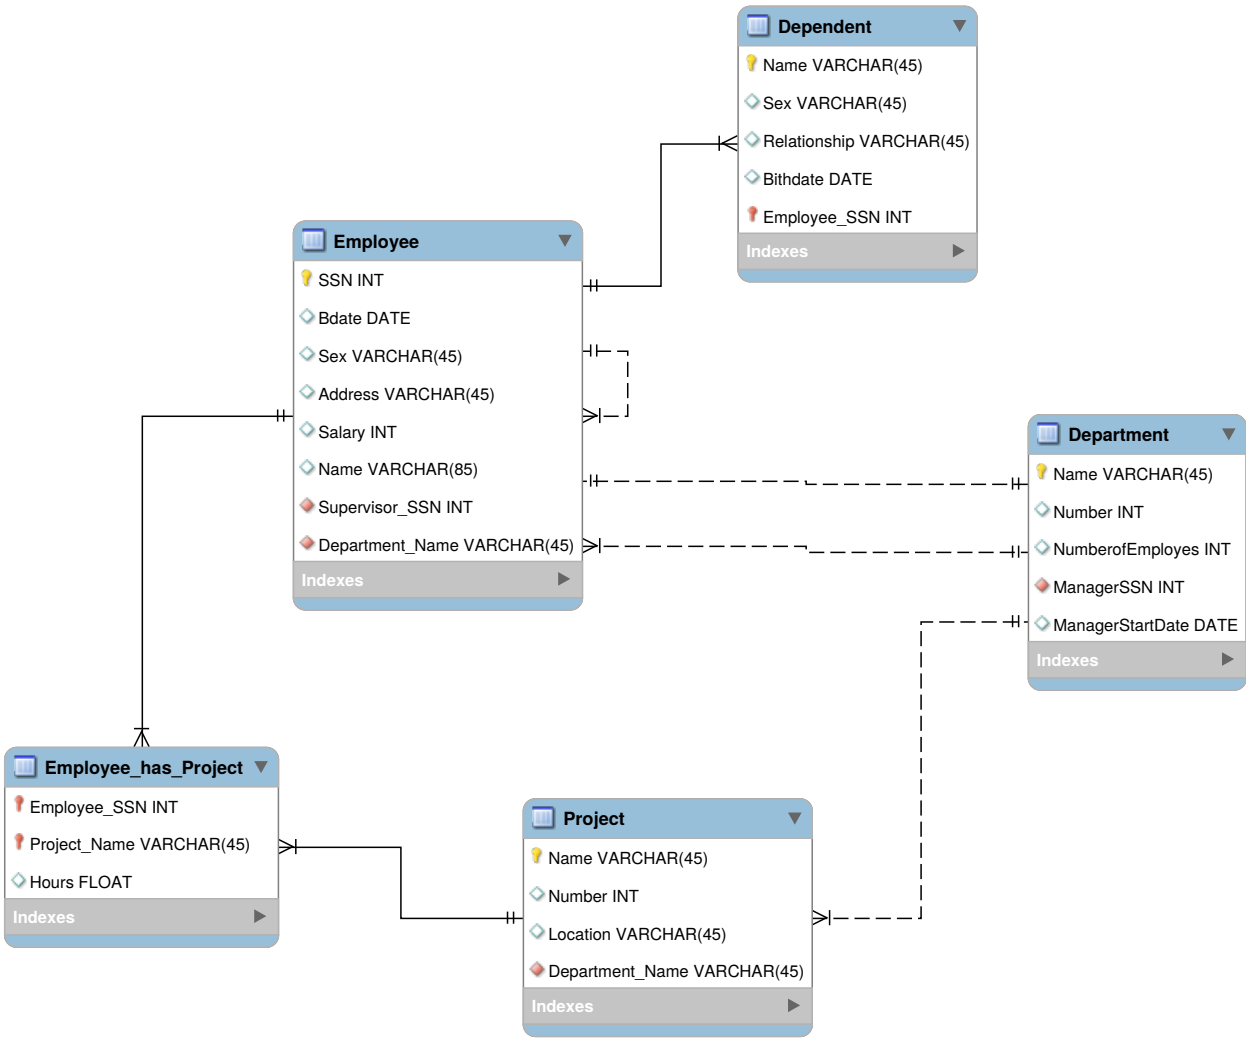 Dependent
Name VARCHAR(45)
Sex VARCHAR(45)
Relationship VARCHAR(45)
Bithdate DATE
Employee_SSN INT
Indexes
Employee
SSN INT
Bdate DATE
Sex VARCHAR(45)
Address VARCHAR(45)
Salary INT
Name VARCHAR(85)
Supervisor_SSN INT
Department_Name VARCHAR(45)
Indexes
Department
Name VARCHAR(45)
Number INT
NumberofEmployes INT
ManagerSSN INT
ManagerStartDate DATE
Indexes
Employee_has_Project
Employee_SSN INT
Project_Name VARCHAR(45)
Hours FLOAT
Indexes
Project
Name VARCHAR(45)
Number INT
Location VARCHAR(45)
Department_Name VARCHAR(45)
Indexes